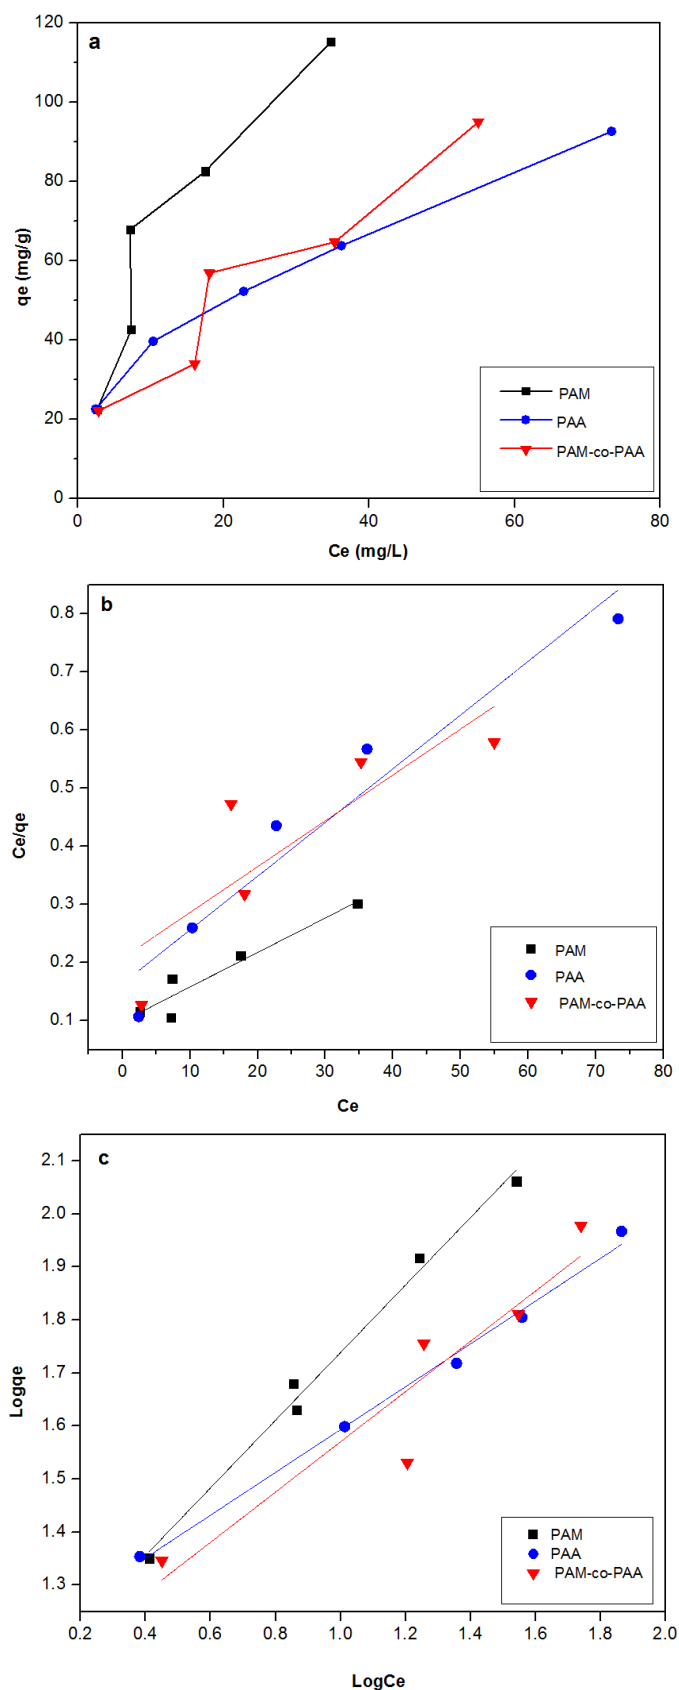 a
120
100
80
60
40
20
0
qe (mg/g)
PAM
PAA
PAM-co-PAA
0 20 40 60 80
Ce (mg/L)
b
0.8
0.7
0.6
0.5
0.4
0.3
0.2
0.1
Ce/qe
PAM
PAA
PAM-co-PAA
0 10 20 30 40 50 60 70 80
Ce
c
2.1
2.0
1.9
1.8
1.7
1.6
1.5
1.4
1.3
Logqe
PAM
PAA
PAM-co-PAA
0.2 0.4 0.6 0.8 1.0 1.2 1.4 1.6 1.8 2.0
LogCe